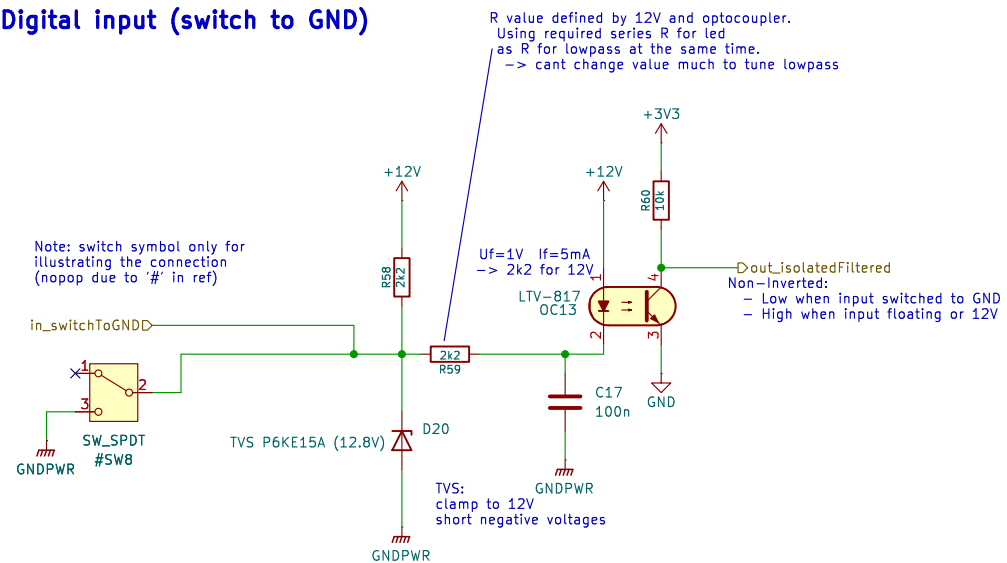 Digital input (switch to GND)
R value defined by 12V and optocoupler.
Using required series R for led
as R for lowpass at the same time.
-> cant change value much to tune lowpass
+3V3
+12V
+12V
R60
10k
Note: switch symbol only for
illustrating the connection
(nopop due to '#' in ref)
R58
2k2
Uf=1V If=5mA
-> 2k2 for 12V
1
4
out_isolatedFiltered
Non-Inverted:
- Low when input switched to GND
- High when input floating or 12V
LTV-817
OC13
in_switchToGND
2
3
2k2
R59
1
2
3
C17
100n
GND
SW_SPDT
#SW8
GNDPWR
TVS P6KE15A (12.8V)
D20
GNDPWR
TVS:
clamp to 12V
short negative voltages
GNDPWR